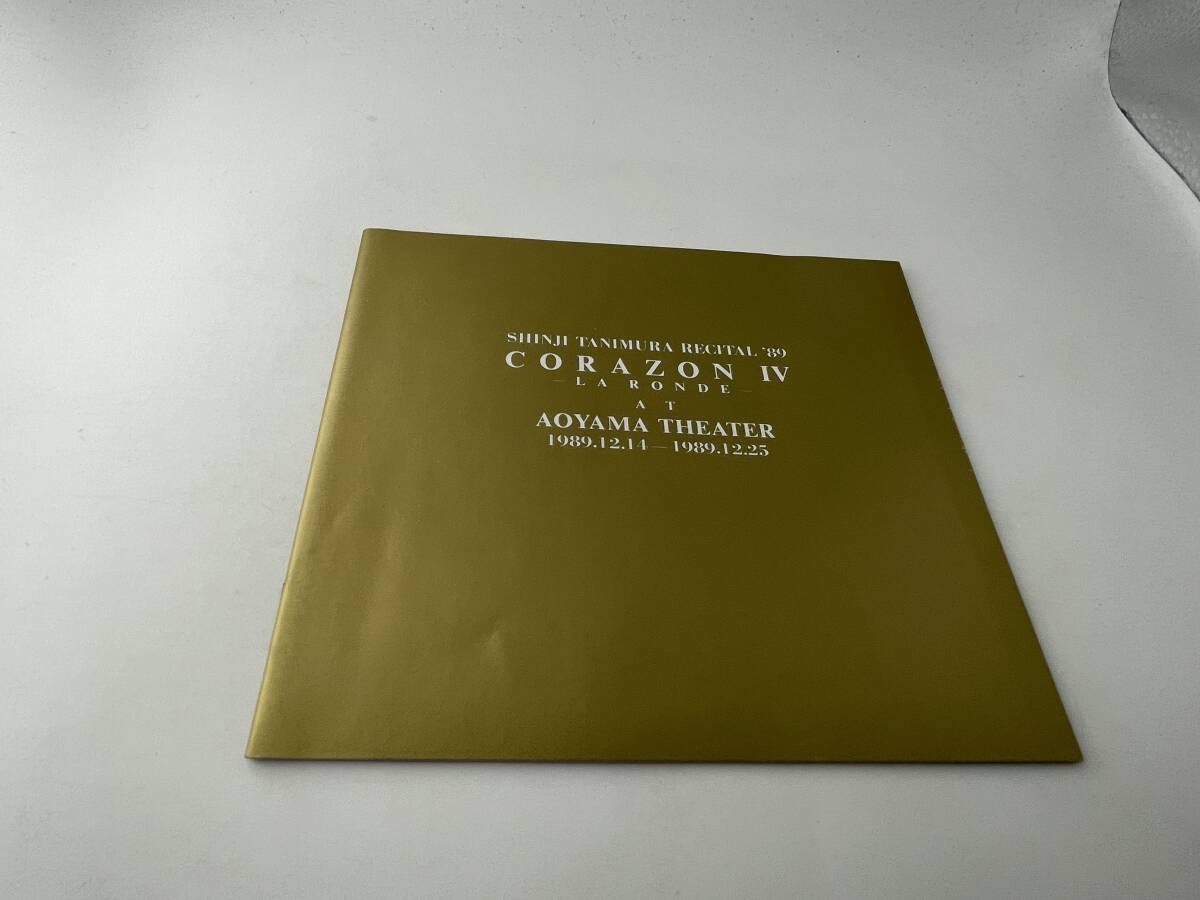 SHINJI TANIMURA RECITAL '89
CORAZON IV
—LA RONDE—
AT
AOYAMA THEATER
1989.12.14—1989.12.25